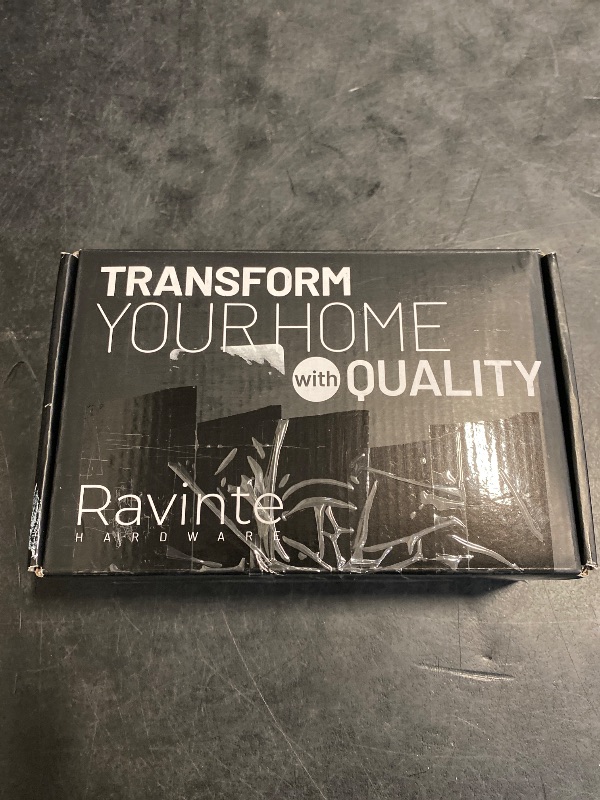 TRANSFORM
YOUR HOME
with QUALITY
Ravinte
HARDWARE